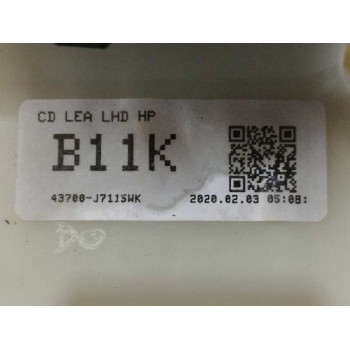 CD LEA LHD HP
B11K
43700-J7115WK
2020.02.03 05:08: